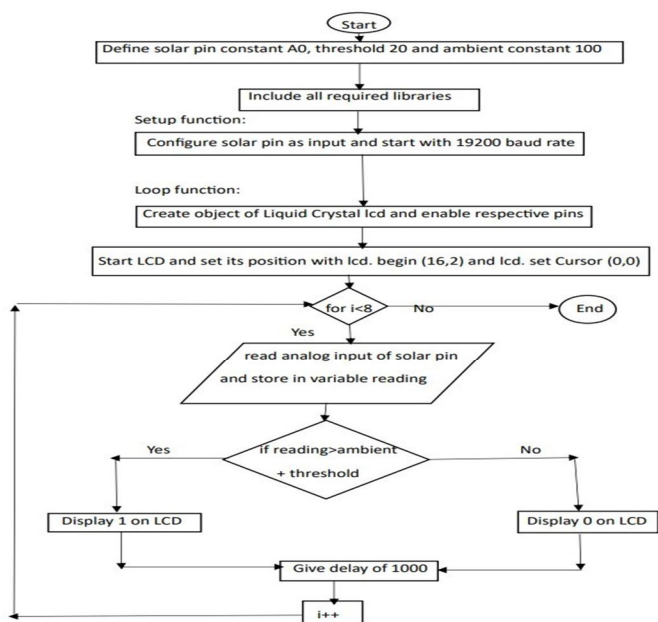 Start
Define solar pin constant A0, threshold 20 and ambient constant 100
Include all required libraries
Setup function:
Configure solar pin as input and start with 19200 baud rate
Loop function:
Create object of Liquid Crystal lcd and enable respective pins
Start LCD and set its position with lcd. begin (16,2) and lcd. set Cursor (0,0)
for i<8
No
End
Yes
read analog input of solar pin
and store in variable reading
Yes
if reading>ambient
+ threshold
No
Display 1 on LCD
Display 0 on LCD
Give delay of 1000
i++